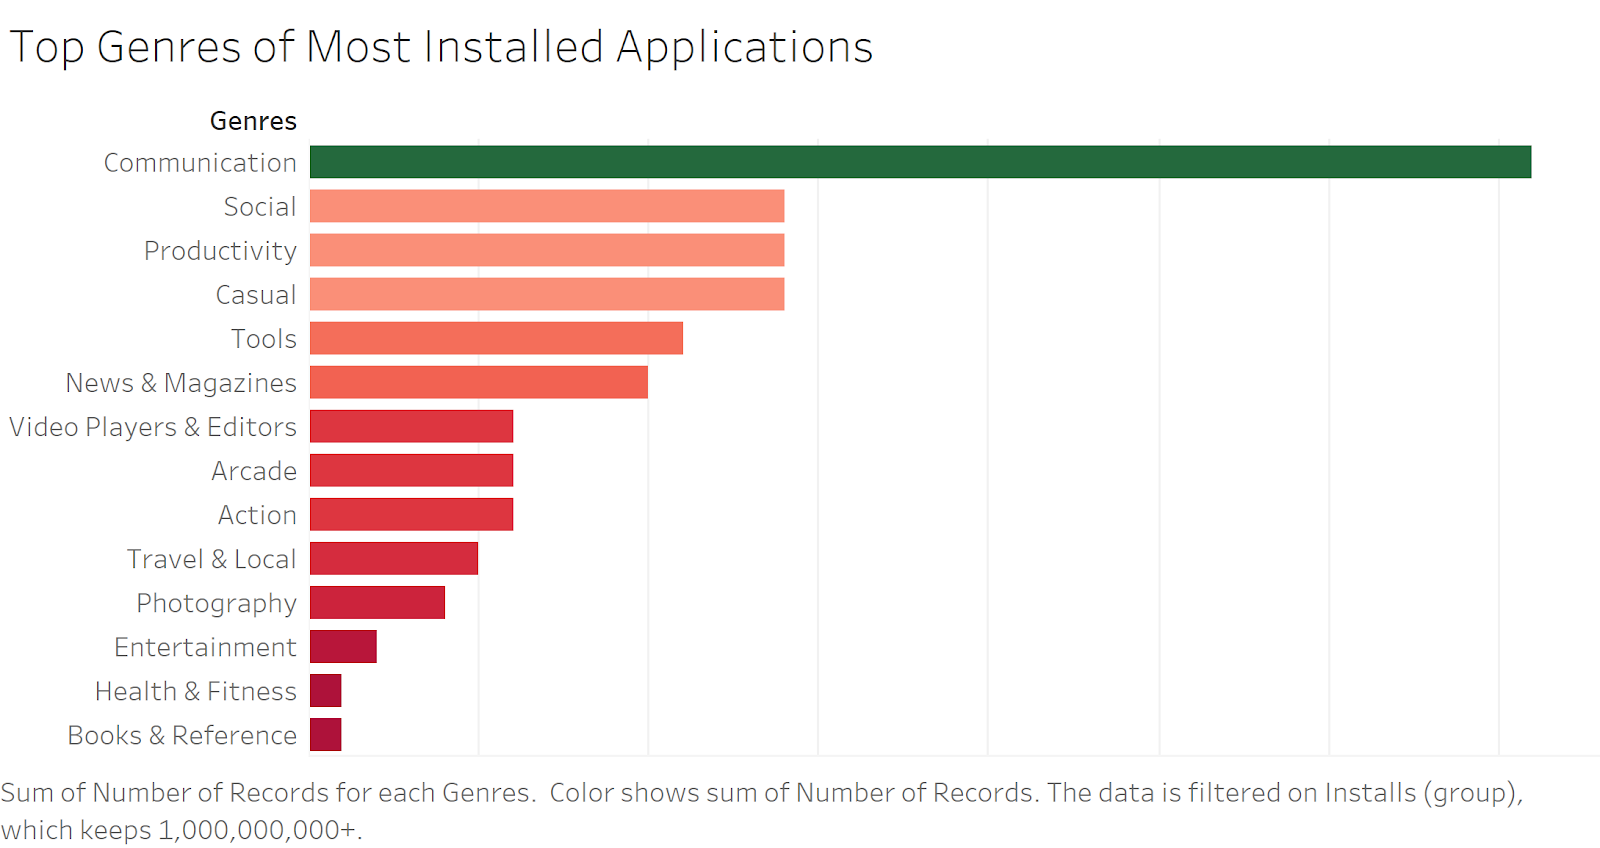 Top Genres of Most Installed Applications
Genres
Communication
Social
Productivity
Casual
Tools
News & Magazines
Video Players & Editors
Arcade
Action
Travel & Local
Photography
Entertainment
Health & Fitness
Books & Reference
Sum of Number of Records for each Genres.  Color shows sum of Number of Records. The data is filtered on Installs (group),
which keeps 1,000,000,000+.